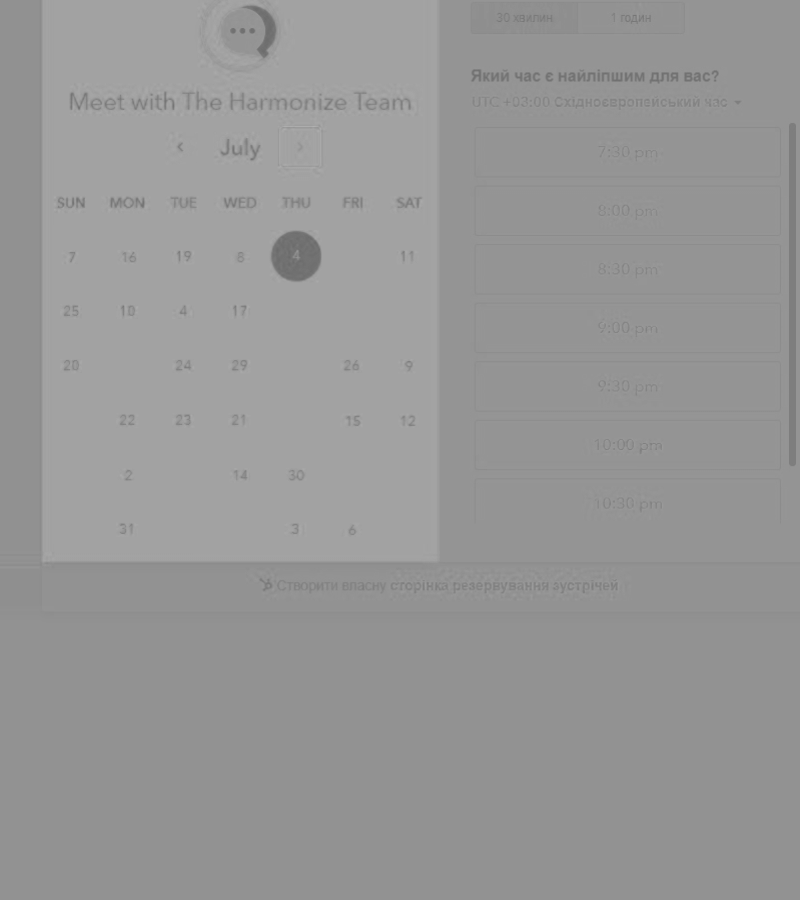 Meet with The Harmonize Team
July
SUN MON TUE WED THU FRI SAT
7 16 19 8 4 11
25 10 4 17
20 24 29 26 9
22 23 21 15 12
2 14 30
31 3 6
30 хвилин 1 годин
Який час є найліпшим для вас?
UTC +03:00 Східноєвропейський час
7:30 pm
8:00 pm
8:30 pm
9:00 pm
9:30 pm
10:00 pm
10:30 pm
Створити власну сторінка резервування зустрічей